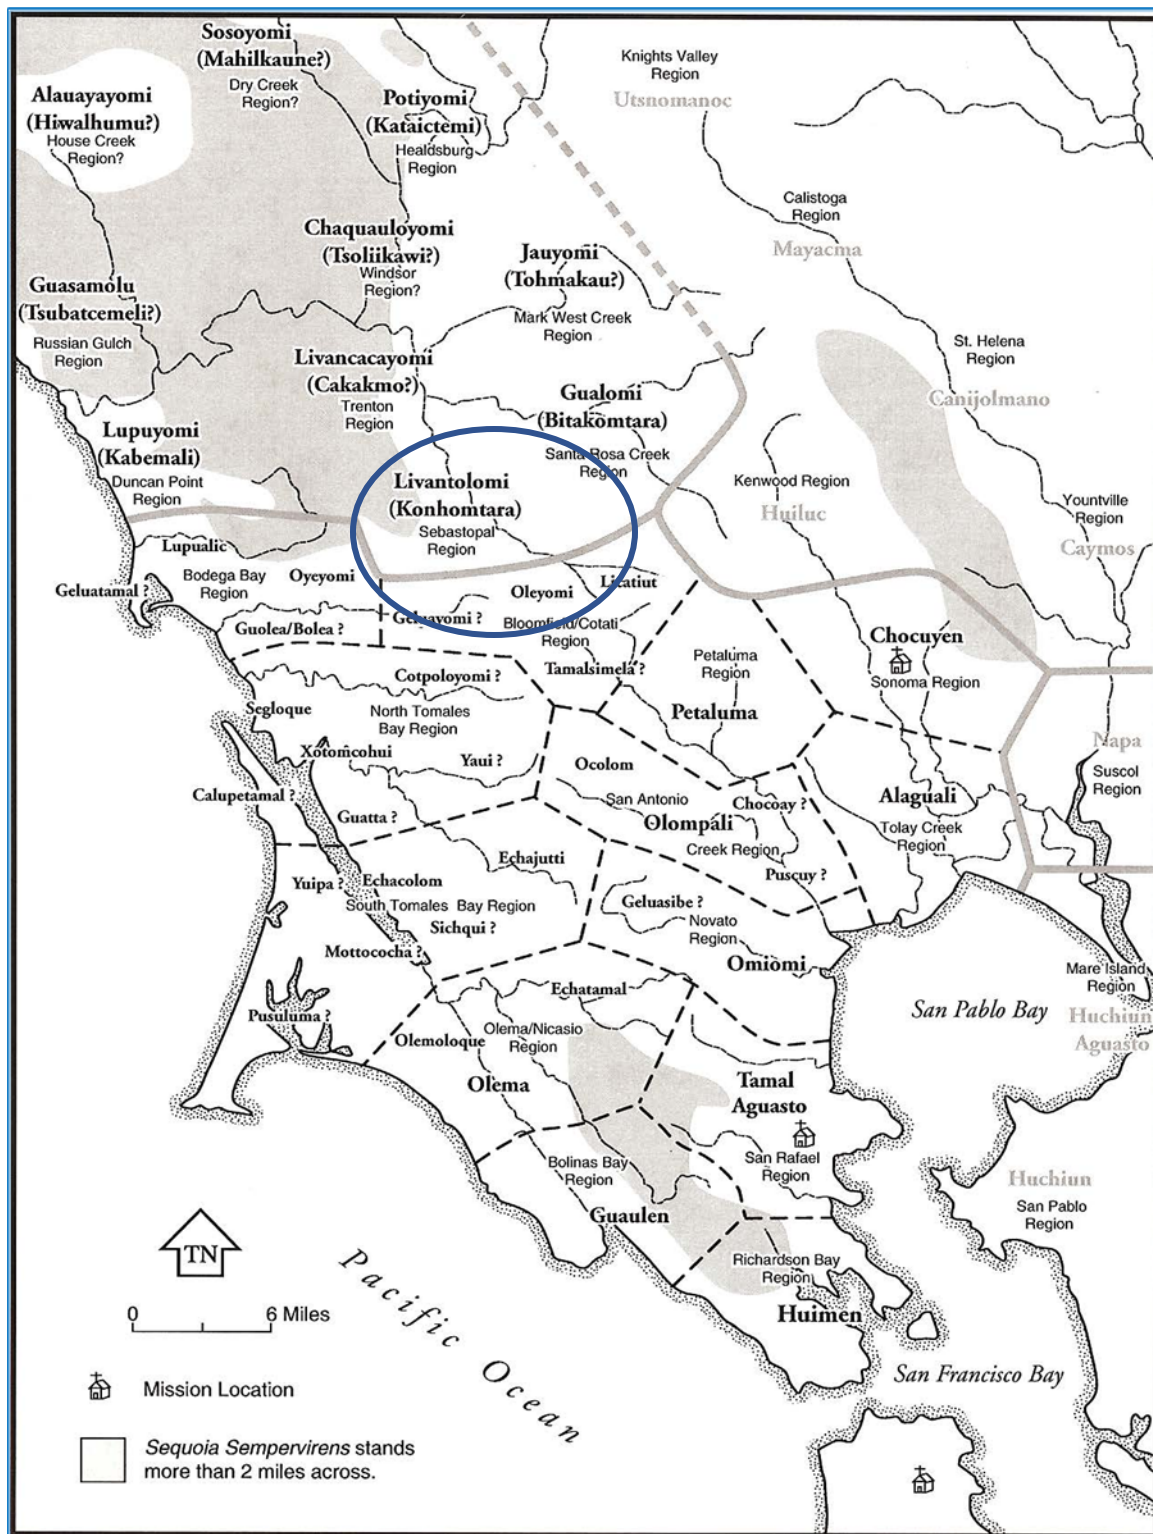 Sosoyomi
(Mahilkaune?)
Dry Creek
Region?
Alauayayomi
(Hiwalhumu?)
House Creek
Region?
Potiyomi
(Kataictemi)
Healdsburg
Region
Knights Valley
Region
Utsnomanoc
Calistoga
Region
Mayacma
Chaquauloyomi
(Tsoliikawi?)
Windsor
Region?
Jauyomi
(Tohmakau?)
Mark West Creek
Region
Guasamolu
(Tsubatcemeli?)
Russian Gulch
Region
Livancacayomi
(Cakakmo?)
Trenton
Region
St. Helena
Region
Canijolmano
Gualomi
(Bitakomtara)
Santa Rosa Creek
Region
Lupuyomi
(Kabemali)
Duncan Point
Region
Livantolomi
(Konhomtara)
Sebastopal
Region
Kenwood Region
Huiluc
Yountville
Region
Caymos
Lupualic
Bodega Bay
Region
Oyeyomi
Geluatamal ?
Oleyomi
Licatiut
Guolea/Bolea ?
Geluayomi ?
Bloomfield/Cotati
Region
Chocuyen
Sonoma Region
Tamalsimela ?
Petaluma
Region
Petaluma
Cotpoloyomi ?
North Tomales
Bay Region
Segloque
Xotomcohui
Yaui ?
Ocolom
Napa
Suscol
Region
Calupetamal ?
Guatta ?
San Antonio
Olompali
Creek Region
Chocoay ?
Alaguali
Tolay Creek
Region
Echajutti
Puscuy ?
Yuipa ?
Echacolom
South Tomales Bay Region
Sichqui ?
Geluasibe ?
Novato
Region
Omiomi
Mottococha ?
Mare Island
Region
Huchiun
Aguasto
San Pablo Bay
Echatamal
Pusuluma ?
Olemoloque
Olema/Nicasio
Region
Olema
Tamal
Aguasto
San Rafael
Region
Bolinas Bay
Region
Guaulen
Huchiun
San Pablo
Region
Richardson Bay
Region
Huimen
TN
0 6 Miles
Pacific Ocean
San Francisco Bay
Mission Location
Sequoia Sempervirens stands
more than 2 miles across.